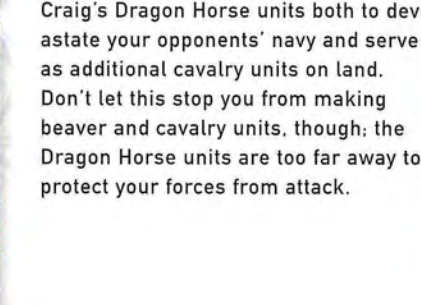 Craig's Dragon Horse units both to dev
astate your opponents' navy and serve
as additional cavalry units on land.
Don't let this stop you from making
beaver and cavalry units, though; the
Dragon Horse units are too far away to
protect your forces from attack.